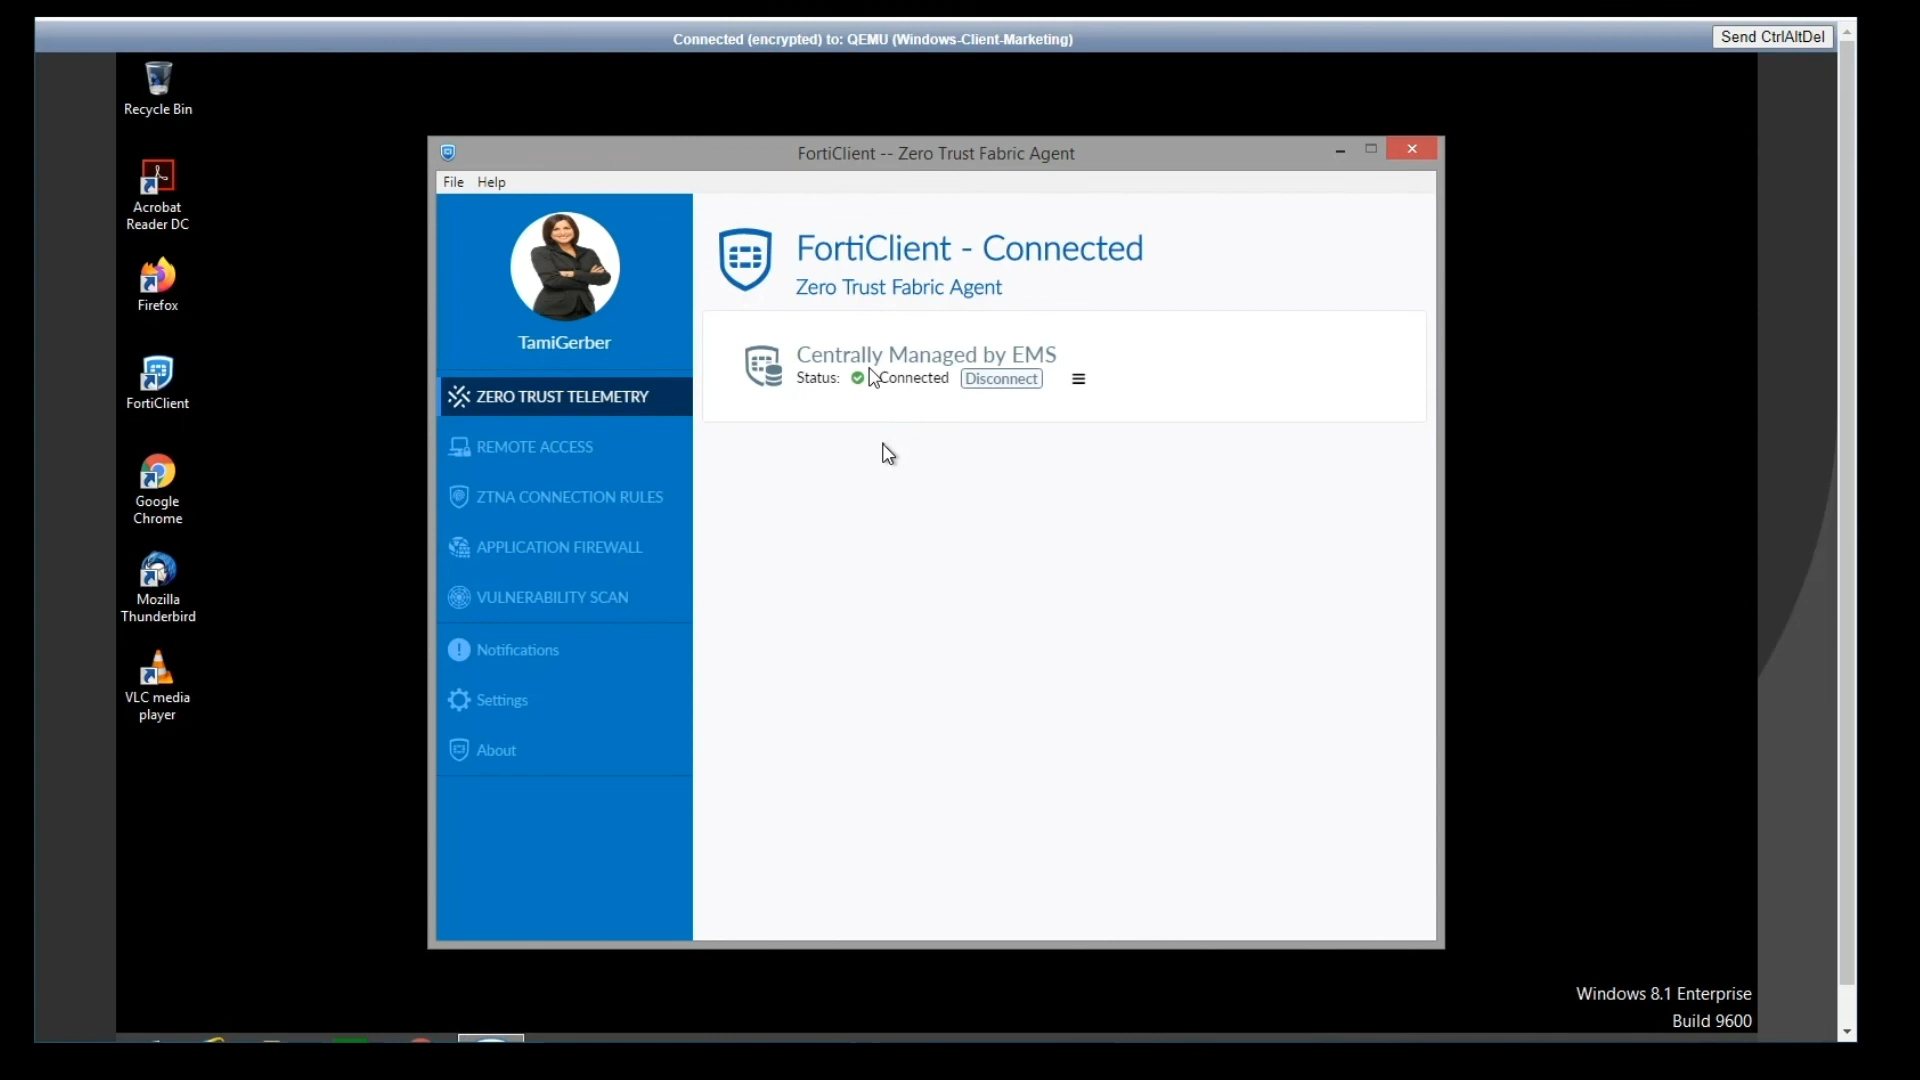 Connected (encrypted) to: QEMU (Windows-Client-Marketing)
Send CtrlAltDel
Recycle Bin
Acrobat
Reader DC
Firefox
FortiClient
Google
Chrome
Mozilla
Thunderbird
VLC media
player
FortiClient -- Zero Trust Fabric Agent
File Help
TamiGerber
ZERO TRUST TELEMETRY
REMOTE ACCESS
ZTNA CONNECTION RULES
APPLICATION FIREWALL
VULNERABILITY SCAN
Notifications
Settings
About
FortiClient - Connected
Zero Trust Fabric Agent
Centrally Managed by EMS
Status: Connected Disconnect
Windows 8.1 Enterprise
Build 9600